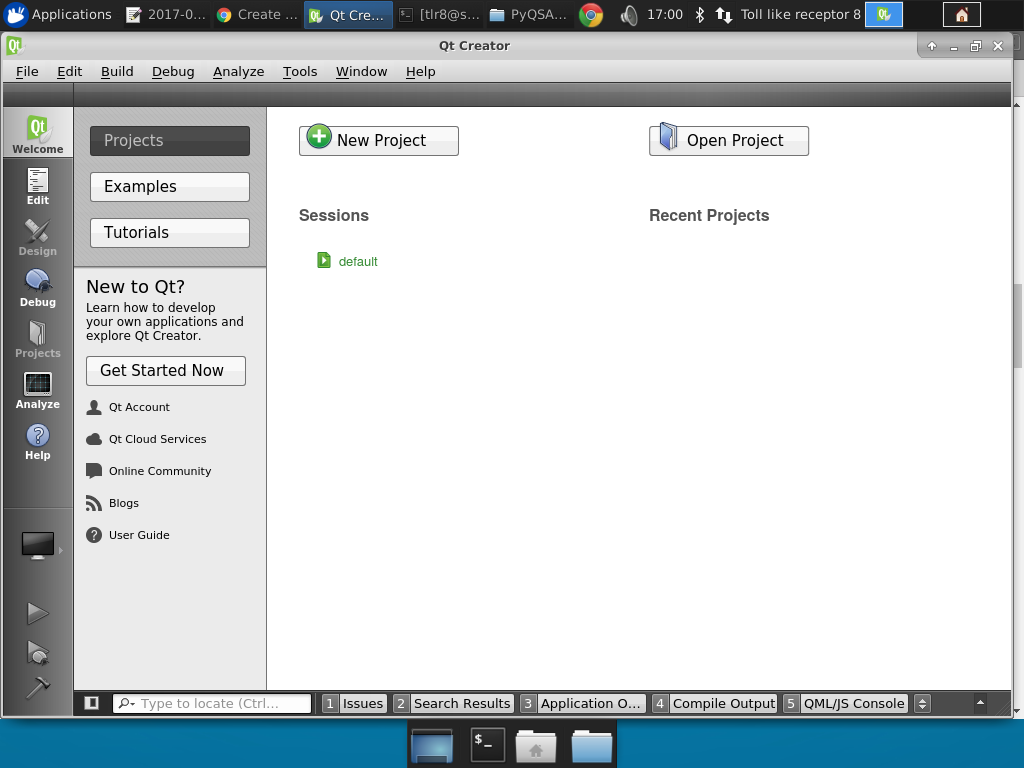 Applications 2017-0... Create ... Qt Cre... [tlr8@s... PyQSA... 17:00 Toll like receptor 8
Qt Creator
File Edit Build Debug Analyze Tools Window Help
Welcome
Edit
Design
Debug
Projects
Analyze
Help
Projects
Examples
Tutorials
New to Qt?
Learn how to develop
your own applications and
explore Qt Creator.
Get Started Now
Qt Account
Qt Cloud Services
Online Community
Blogs
User Guide
New Project
Open Project
Sessions
Recent Projects
default
Type to locate (Ctrl... 1 Issues 2 Search Results 3 Application O... 4 Compile Output 5 QML/JS Console